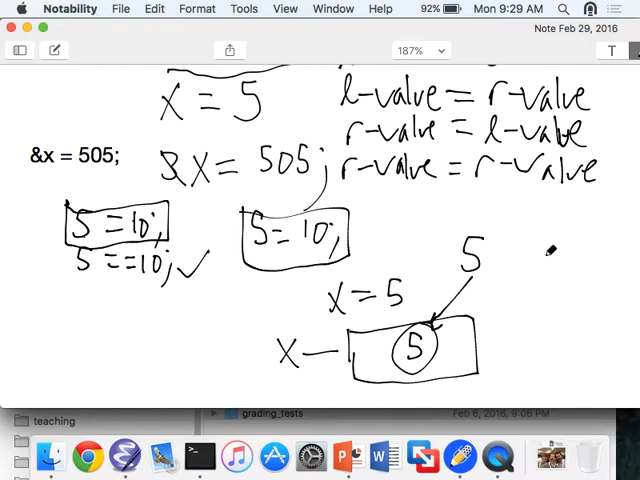 Notability File Edit Format View Window Help 92% Mon 9:29 AM
Note Feb 29, 2016
187% T
x = 5
l-value = r-value
r-value = l-value
&x = 505; &x = 505; r-value = r-value
5 = 10; 5 = 10;
5 == 10; ✓
5
x = 5
x — 5
teaching grading_tests Feb 6, 2016, 9:06 PM